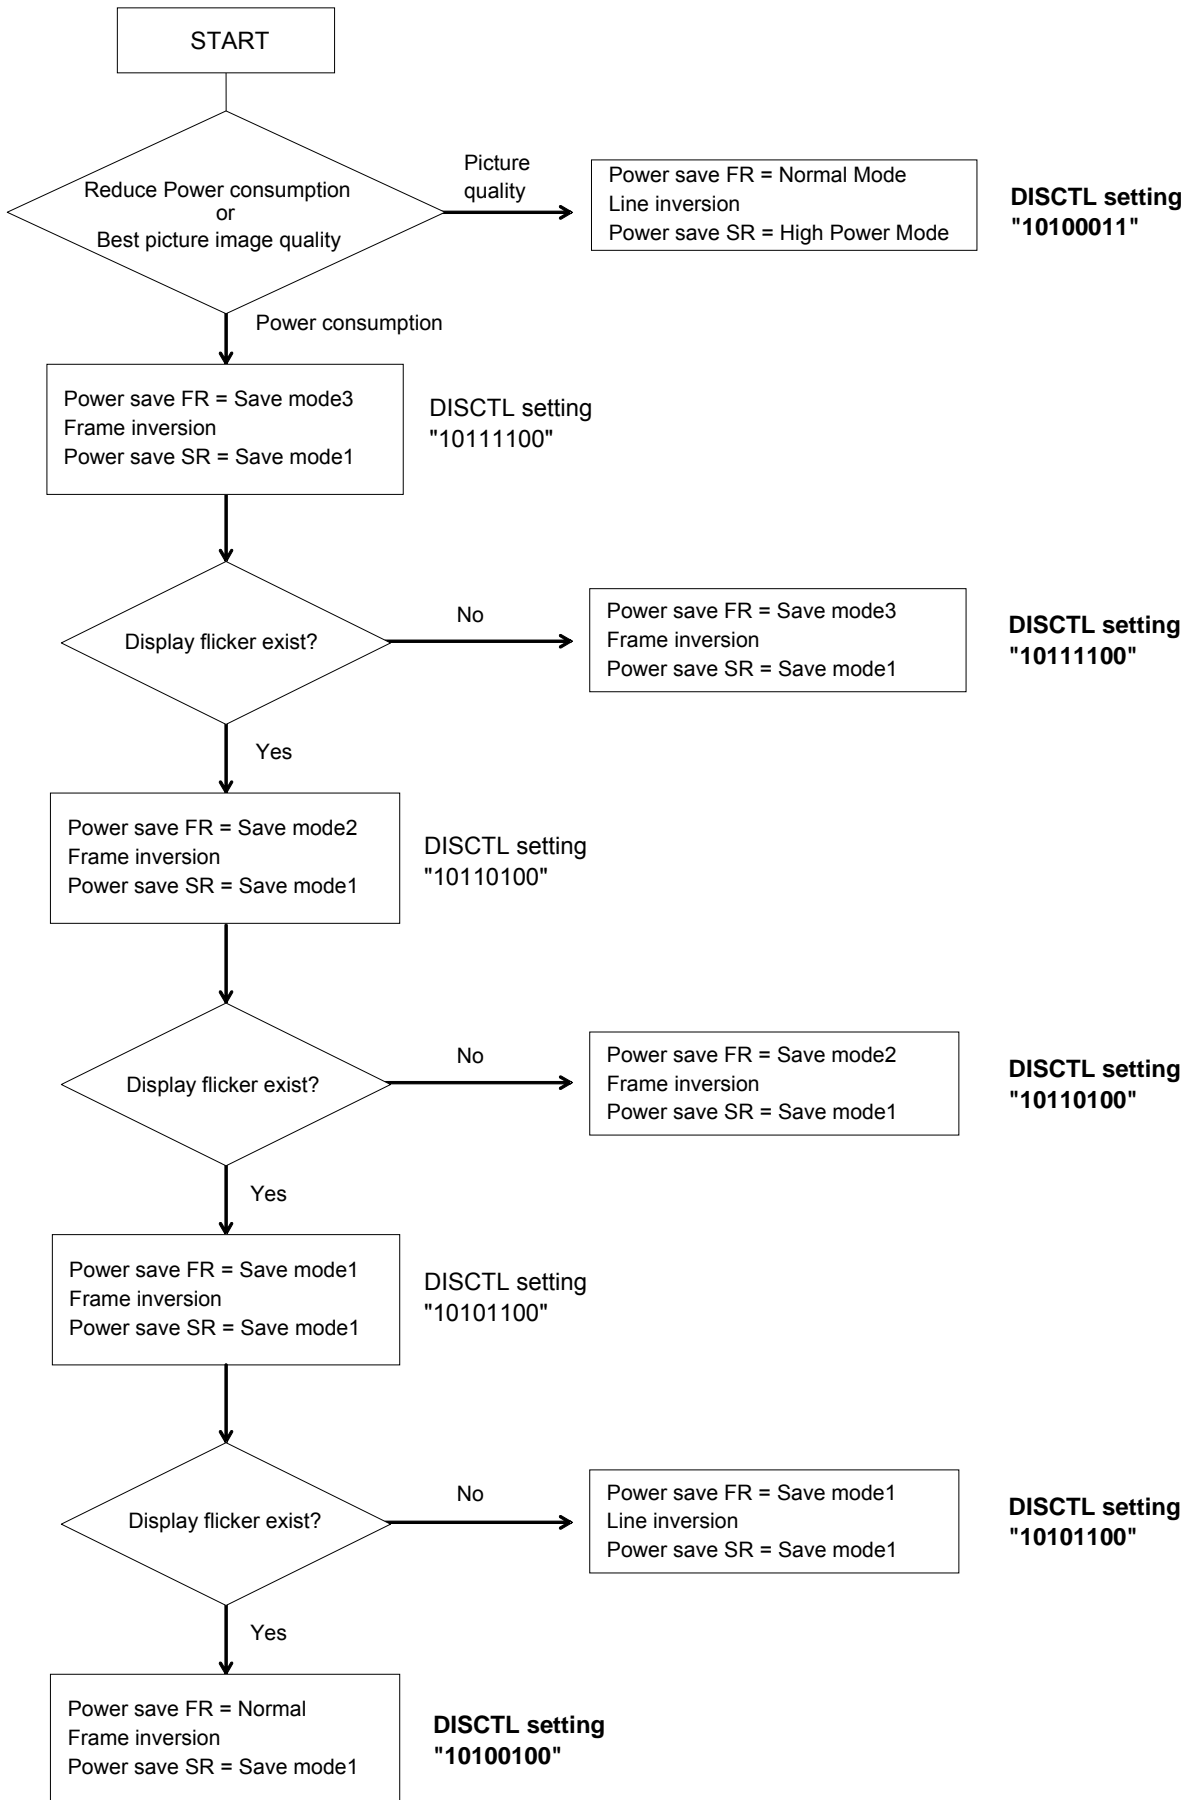 START
Reduce Power consumption
or
Best picture image quality
Picture
quality
Power save FR = Normal Mode
Line inversion
Power save SR = High Power Mode
DISCTL setting
"10100011"
Power consumption
Power save FR = Save mode3
Frame inversion
Power save SR = Save mode1
DISCTL setting
"10111100"
Display flicker exist?
No
Power save FR = Save mode3
Frame inversion
Power save SR = Save mode1
DISCTL setting
"10111100"
Yes
Power save FR = Save mode2
Frame inversion
Power save SR = Save mode1
DISCTL setting
"10110100"
Display flicker exist?
No
Power save FR = Save mode2
Frame inversion
Power save SR = Save mode1
DISCTL setting
"10110100"
Yes
Power save FR = Save mode1
Frame inversion
Power save SR = Save mode1
DISCTL setting
"10101100"
Display flicker exist?
No
Power save FR = Save mode1
Line inversion
Power save SR = Save mode1
DISCTL setting
"10101100"
Yes
Power save FR = Normal
Frame inversion
Power save SR = Save mode1
DISCTL setting
"10100100"